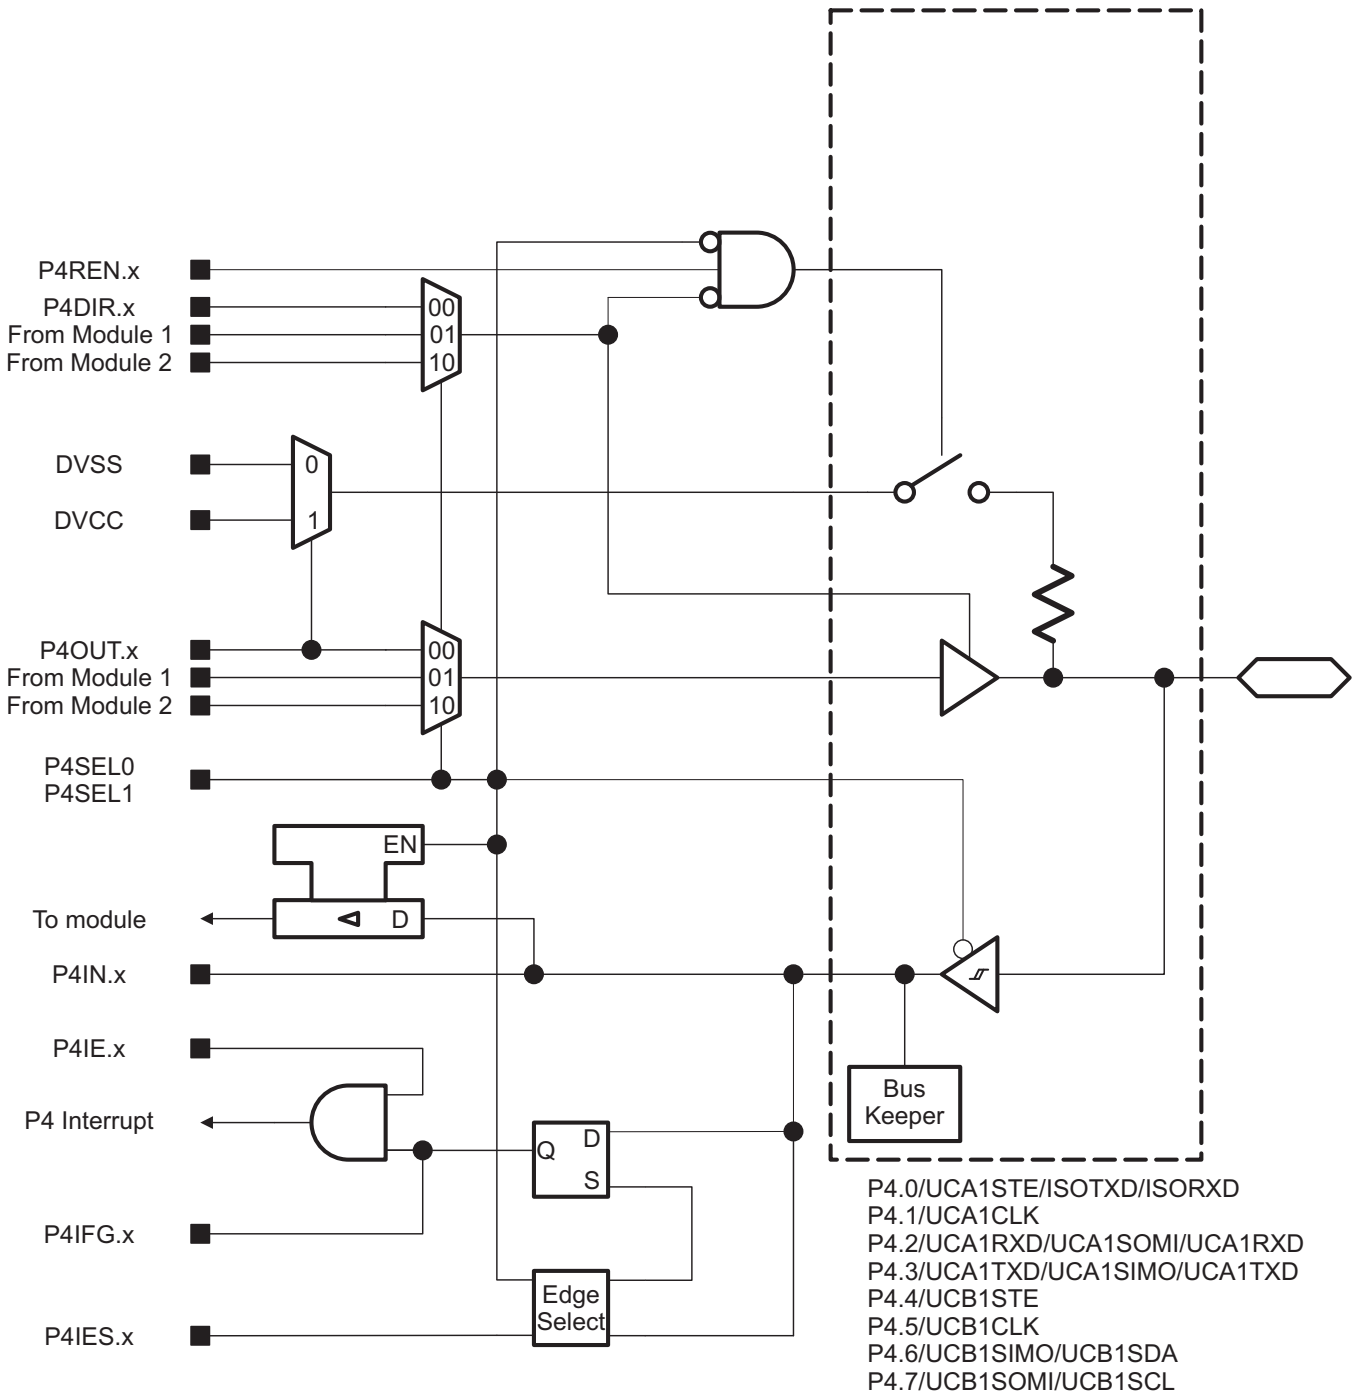 P4REN.x
P4DIR.x
From Module 1
From Module 2
00
01
10
DVSS
DVCC
0
1
P4OUT.x
From Module 1
From Module 2
00
01
10
P4SEL0
P4SEL1
EN
To module
D
P4IN.x
P4IE.x
P4 Interrupt
Q
D
S
Bus
Keeper
P4IFG.x
P4IES.x
Edge
Select
P4.0/UCA1STE/ISOTXD/ISORXD
P4.1/UCA1CLK
P4.2/UCA1RXD/UCA1SOMI/UCA1RXD
P4.3/UCA1TXD/UCA1SIMO/UCA1TXD
P4.4/UCB1STE
P4.5/UCB1CLK
P4.6/UCB1SIMO/UCB1SDA
P4.7/UCB1SOMI/UCB1SCL